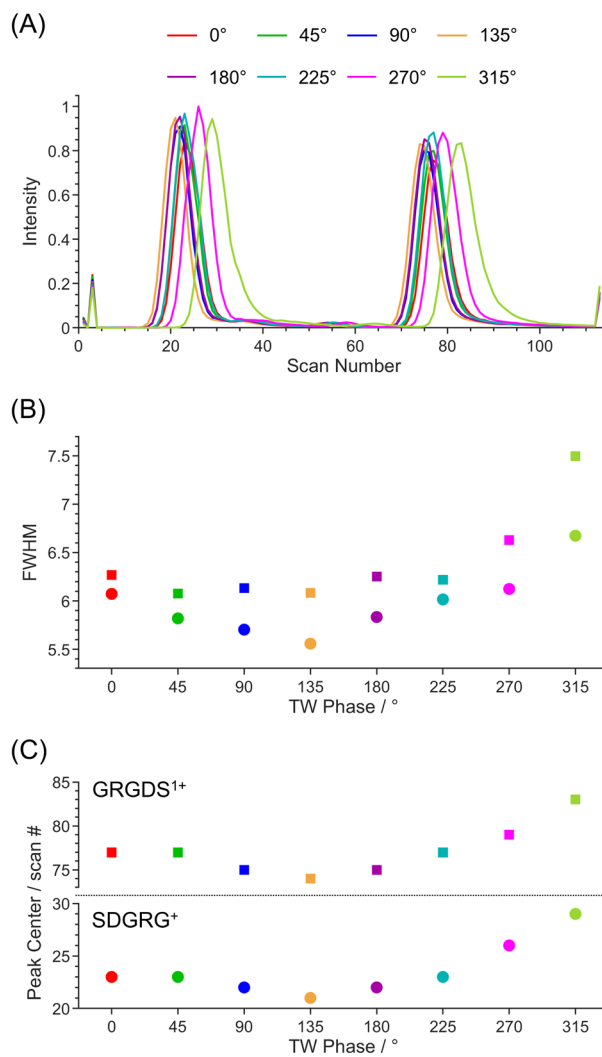 (A)
0° 45° 90° 135°
180° 225° 270° 315°
1
0.8
0.6
0.4
0.2
0
Intensity
0 20 40 60 80 100
Scan Number
(B)
7.5
7
6.5
6
5.5
FWHM
0 45 90 135 180 225 270 315
TW Phase / °
(C)
85
80
75
GRGDS¹⁺
30
25
20
SDGRG⁺
Peak Center / scan #
0 45 90 135 180 225 270 315
TW Phase / °